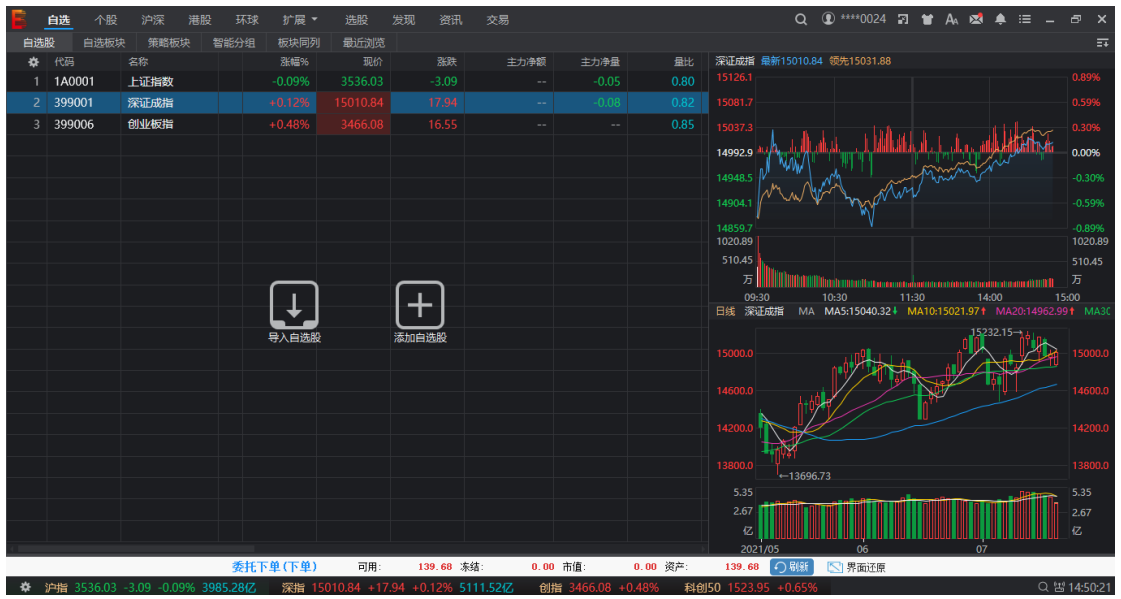 E 自选 个股 沪深 港股 环球 扩展 选股 发现 资讯 交易 ****0024
自选股 自选板块 策略板块 智能分组 板块同列 最近浏览
代码 名称 涨幅% 现价 涨跌 主力净额 主力净量 量比
1 1A0001 上证指数 -0.09% 3536.03 -3.09 -- -0.05 0.80
2 399001 深证成指 +0.12% 15010.84 17.94 -- -0.08 0.82
3 399006 创业板指 +0.48% 3466.08 16.55 -- -- 0.85
导入自选股
添加自选股
深证成指 最新15010.84 领先15031.88
15126.1 0.89%
15081.7 0.59%
15037.3 0.30%
14992.9 0.00%
14948.5 -0.30%
14904.1 -0.59%
14859.7 -0.89%
1020.89 1020.89
510.45 510.45
万 万
09:30 10:30 11:30 14:00 15:00
日线 深证成指 MA MA5:15040.32↓ MA10:15021.97↑ MA20:14962.99↑ MA30
15232.15→
15000.0 15000.0
14600.0 14600.0
14200.0 14200.0
13800.0 13800.0
←13696.73
5.35 5.35
2.67 2.67
亿 亿
2021/05 06 07
委托下单(下单) 可用: 139.68 冻结: 0.00 市值: 0.00 资产: 139.68 刷新 界面还原
沪指 3536.03 -3.09 -0.09% 3985.28亿 深指 15010.84 +17.94 +0.12% 5111.52亿 创指 3466.08 +0.48% 科创50 1523.95 +0.65% 14:50:21